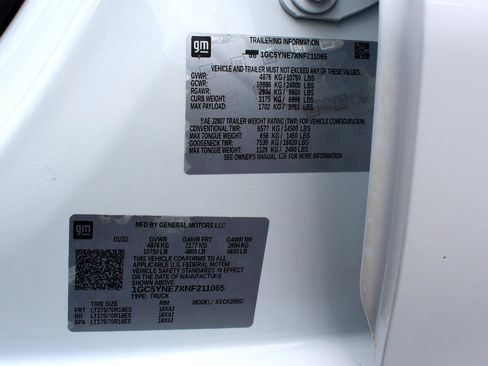 gm
TRAILERING INFORMATION
1GC5YNE7XNF211065
VEHICLE AND TRAILER MUST NOT EXCEED ANY OF THESE VALUES.
GVWR: 4876 KG/10750 LBS
GCWR: 10886 KG/24000 LBS
RGAWR: 2994 KG/6600 LBS
CURB WEIGHT: 3175 KG/6999 LBS
MAX PAYLOAD: 1702 KG/3751 LBS
SAE J2807 TRAILER WEIGHT RATING (TWR) FOR VEHICLE CONFIGURATION.
CONVENTIONAL TWR: 6577 KG/14500 LBS
MAX TONGUE WEIGHT: 658 KG/1450 LBS
GOOSENECK TWR: 7539 KG/16620 LBS
MAX TONGUE WEIGHT: 1129 KG/2490 LBS
SEE OWNER'S MANUAL FOR MORE INFORMATION
gm
MFD BY GENERAL MOTORS LLC
01/22 GVWR GAWR FRT GAWR RR
4876 KG 2177 KG 2994 KG
10750 LB 4800 LB 6600 LB
THIS VEHICLE CONFORMS TO ALL
APPLICABLE U.S. FEDERAL MOTOR
VEHICLE SAFETY STANDARDS IN
EFFECT ON THE DATE OF MANUFACTURE
SHOWN ABOVE.
1GC5YNE7XNF211065
TYPE: TRUCK
TIRE SIZE RIM
FRT LT275/70R18ES 18X8J
RR LT275/70R18ES 18X8J
SPA LT275/70R18ES 18X8J